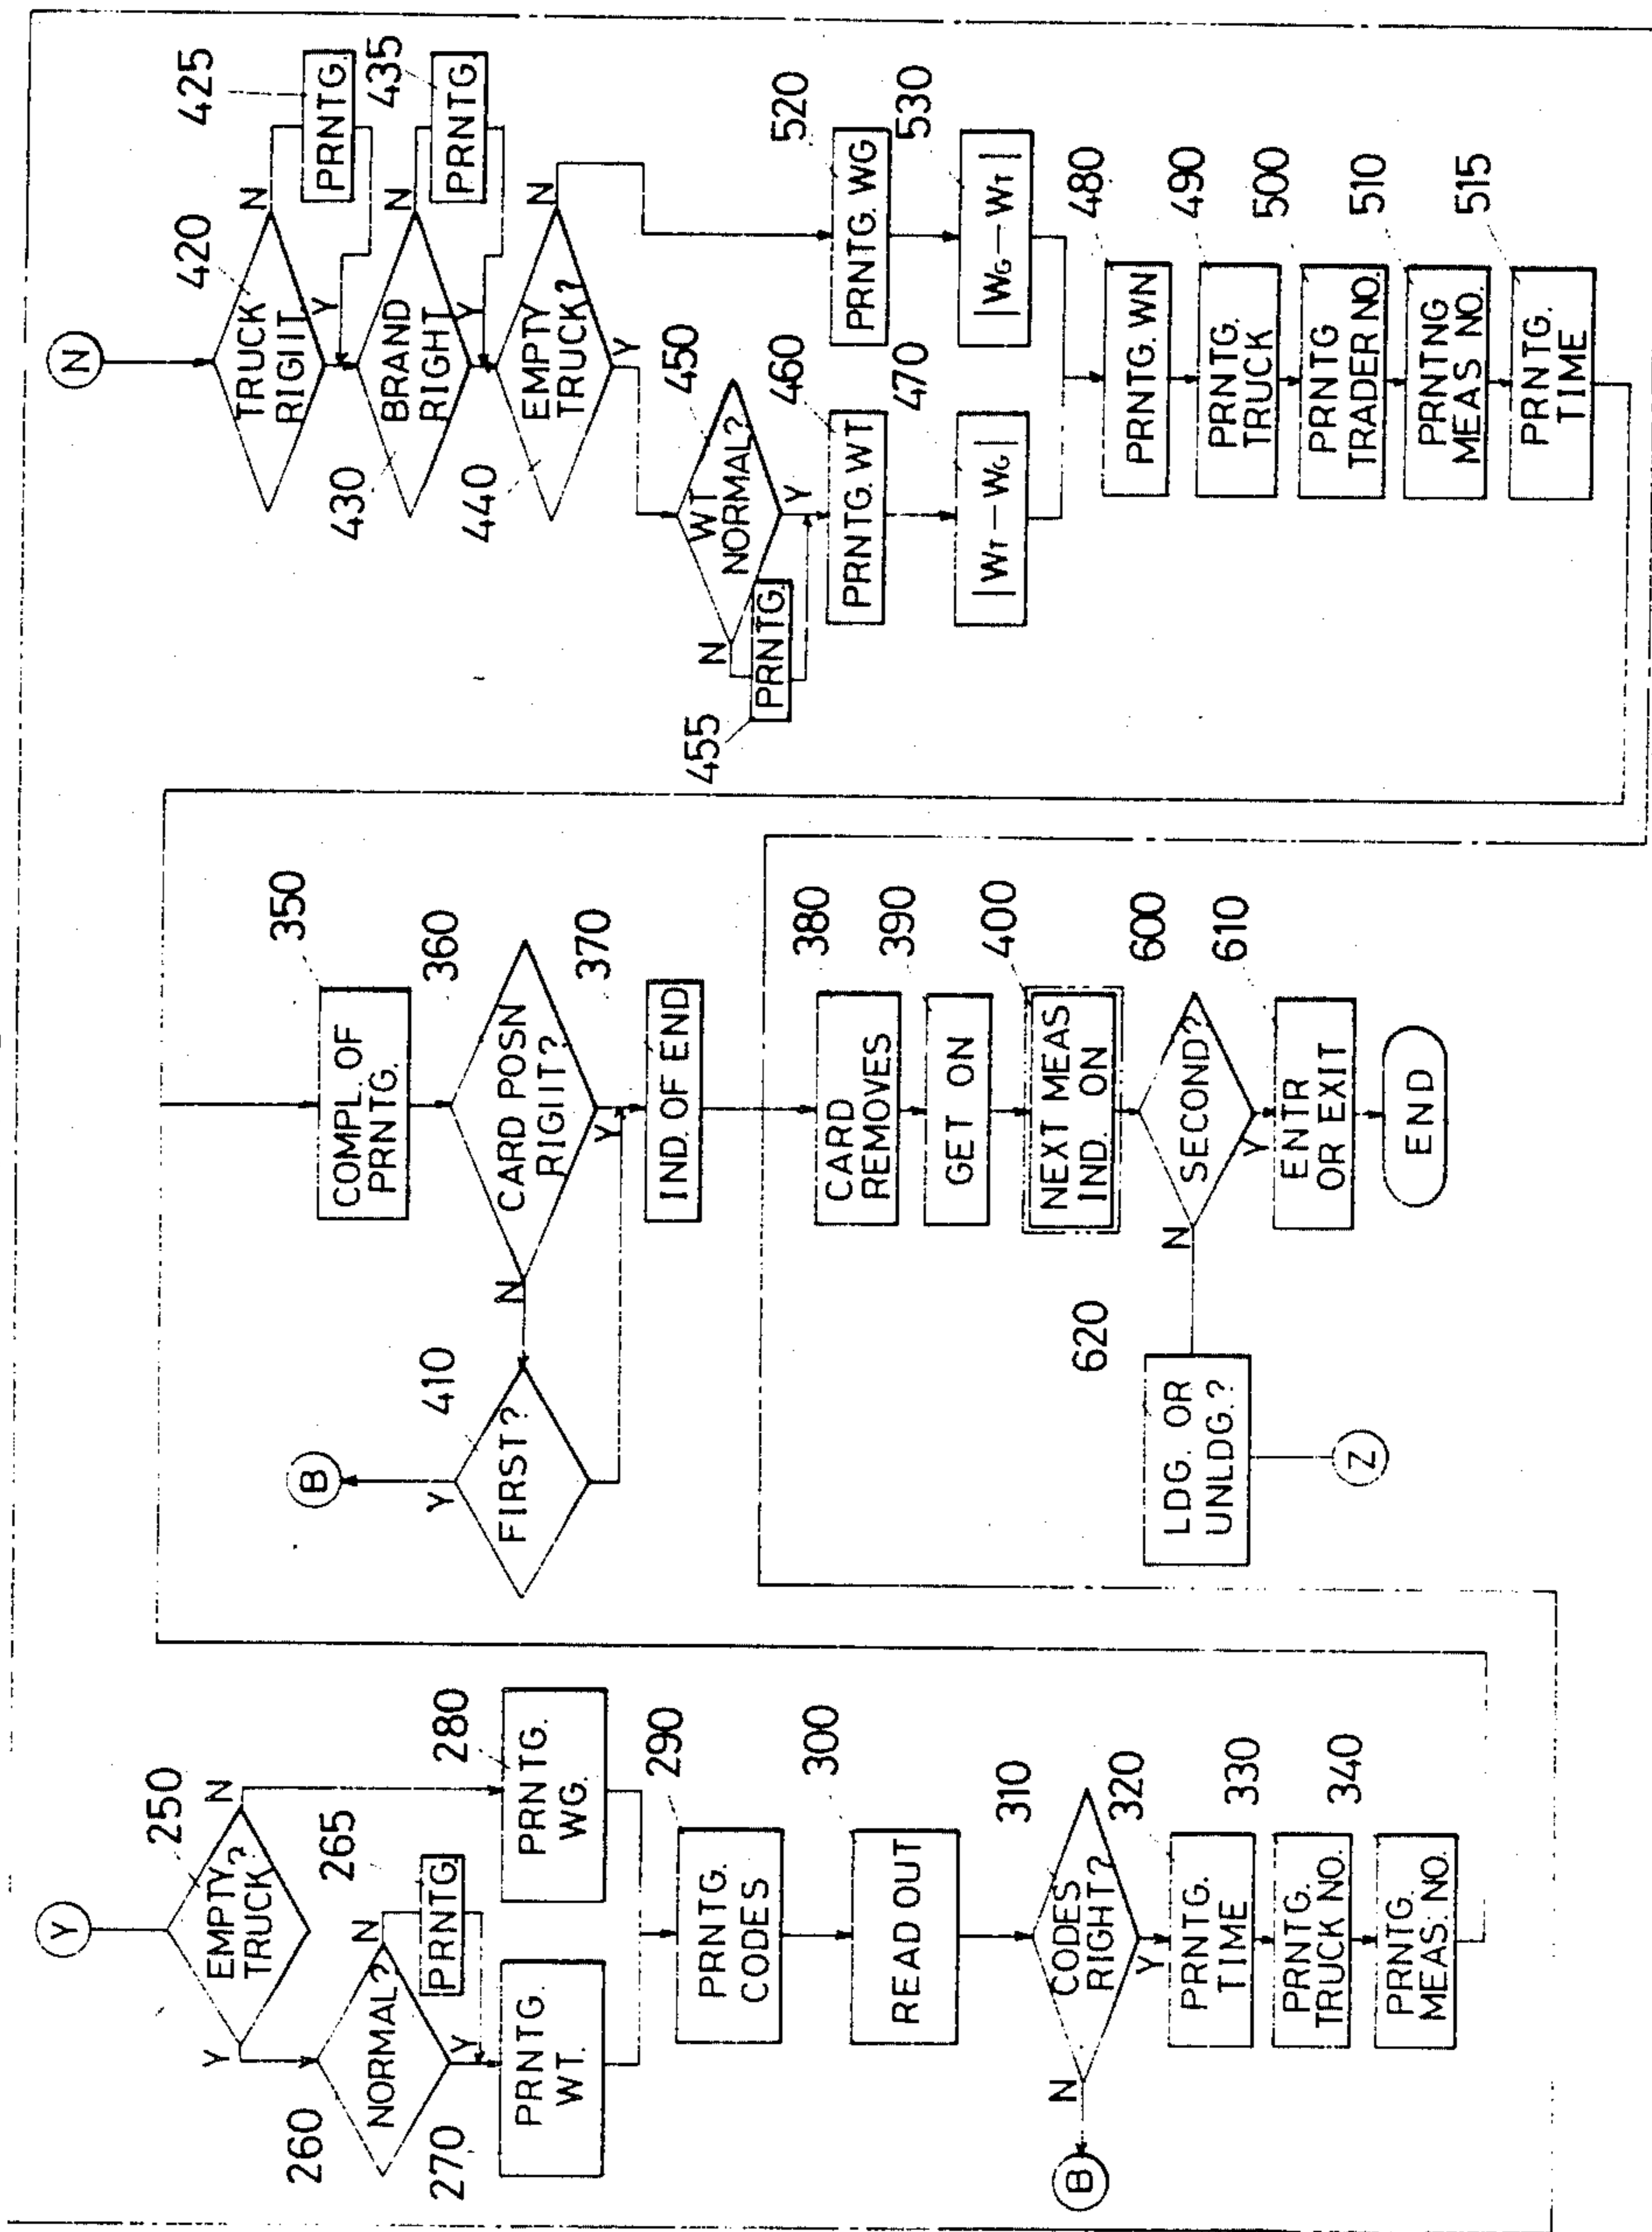 Y
250
EMPTY
TRUCK?
Y
N
260
NORMAL?
N
265
PRNTG
Y
270
PRNTG.
WT.
280
PRNTG.
WG.
290
PRNTG.
CODES
300
READ OUT
310
CODES
RIGHT?
N
B
Y
320
PRNTG.
TIME
330
PRNTG.
TRUCK NO.
340
PRNTG.
MEAS. NO.
350
COMPL. OF
PRNTG.
360
CARD POSN
RIGHT?
N
Y
410
FIRST?
Y
B
370
IND. OF END
380
CARD
REMOVES
390
GET ON
400
NEXT MEAS
IND. ON
600
SECOND?
N
Y
620
LDG. OR
UNLDG.?
Z
610
ENTR
OR EXIT
END
N
420
TRUCK
RIGHT
N
425
PRNTG.
Y
430
BRAND
RIGHT
N
435
PRNTG.
Y
440
EMPTY
TRUCK?
N
Y
450
WT
NORMAL?
N
455
PRNTG.
Y
460
PRNTG. WT
470
|WT-WG|
520
PRNTG. WG
530
|WG-WT|
480
PRNTG. WN
490
PRNTG.
TRUCK
500
PRNTG
TRADER NO.
510
PRNTNG
MEAS NO.
515
PRNTG.
TIME